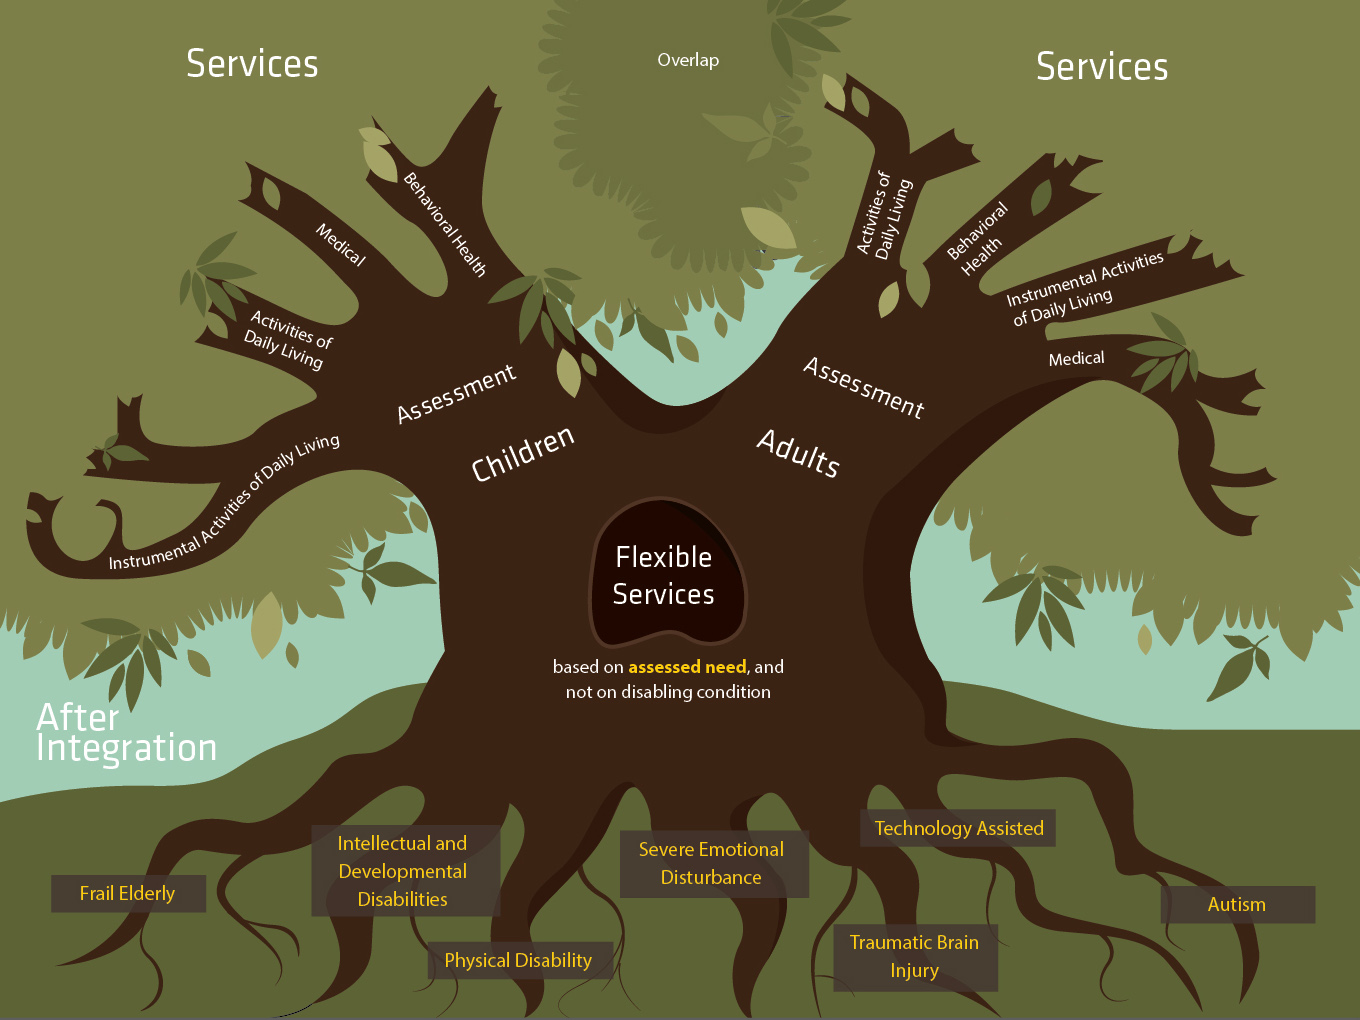 Services
Overlap
Services
Behavioral Health
Medical
Activities of
Daily Living
Instrumental Activities of Daily Living
Assessment
Children
Activities of
Daily Living
Behavioral
Health
Instrumental Activities
of Daily Living
Medical
Assessment
Adults
Flexible
Services
based on assessed need, and
not on disabling condition
After
Integration
Frail Elderly
Intellectual and
Developmental
Disabilities
Physical Disability
Severe Emotional
Disturbance
Technology Assisted
Traumatic Brain
Injury
Autism